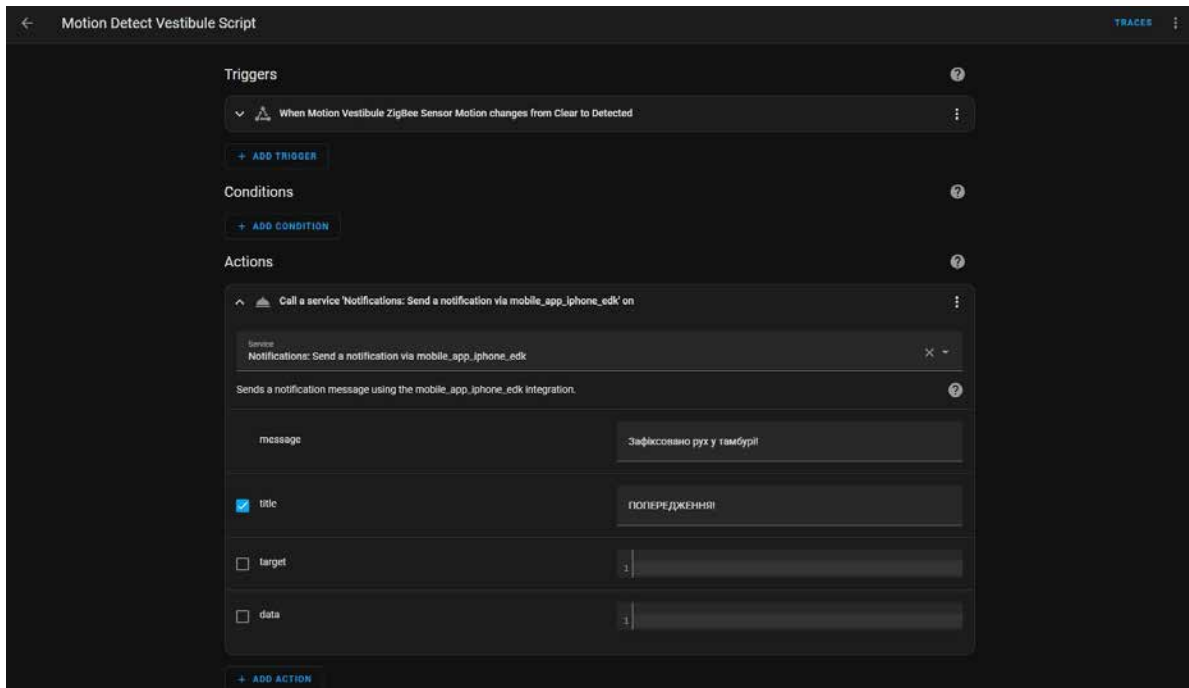 Motion Detect Vestibule Script
TRACES
Triggers
When Motion Vestibule ZigBee Sensor Motion changes from Clear to Detected
+ ADD TRIGGER
Conditions
+ ADD CONDITION
Actions
Call a service 'Notifications: Send a notification via mobile_app_iphone_edk' on
Service
Notifications: Send a notification via mobile_app_iphone_edk
Sends a notification message using the mobile_app_iphone_edk integration.
message
Зафіксовано рух у тамбурі!
title
ПОПЕРЕДЖЕННЯ!
target
1
data
1
+ ADD ACTION